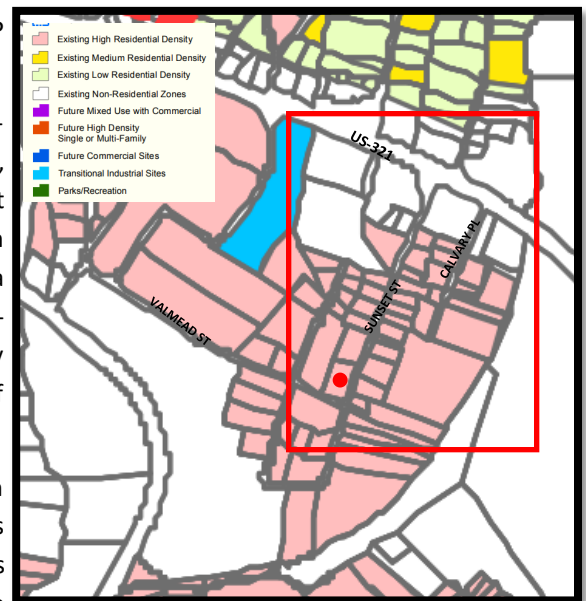 Existing High Residential Density
Existing Medium Residential Density
Existing Low Residential Density
Existing Non-Residential Zones
Future Mixed Use with Commercial
Future High Density
Single or Multi-Family
Future Commercial Sites
Transitional Industrial Sites
Parks/Recreation
US-321
CALVARY PL
SUNSET ST
VALMEAD ST